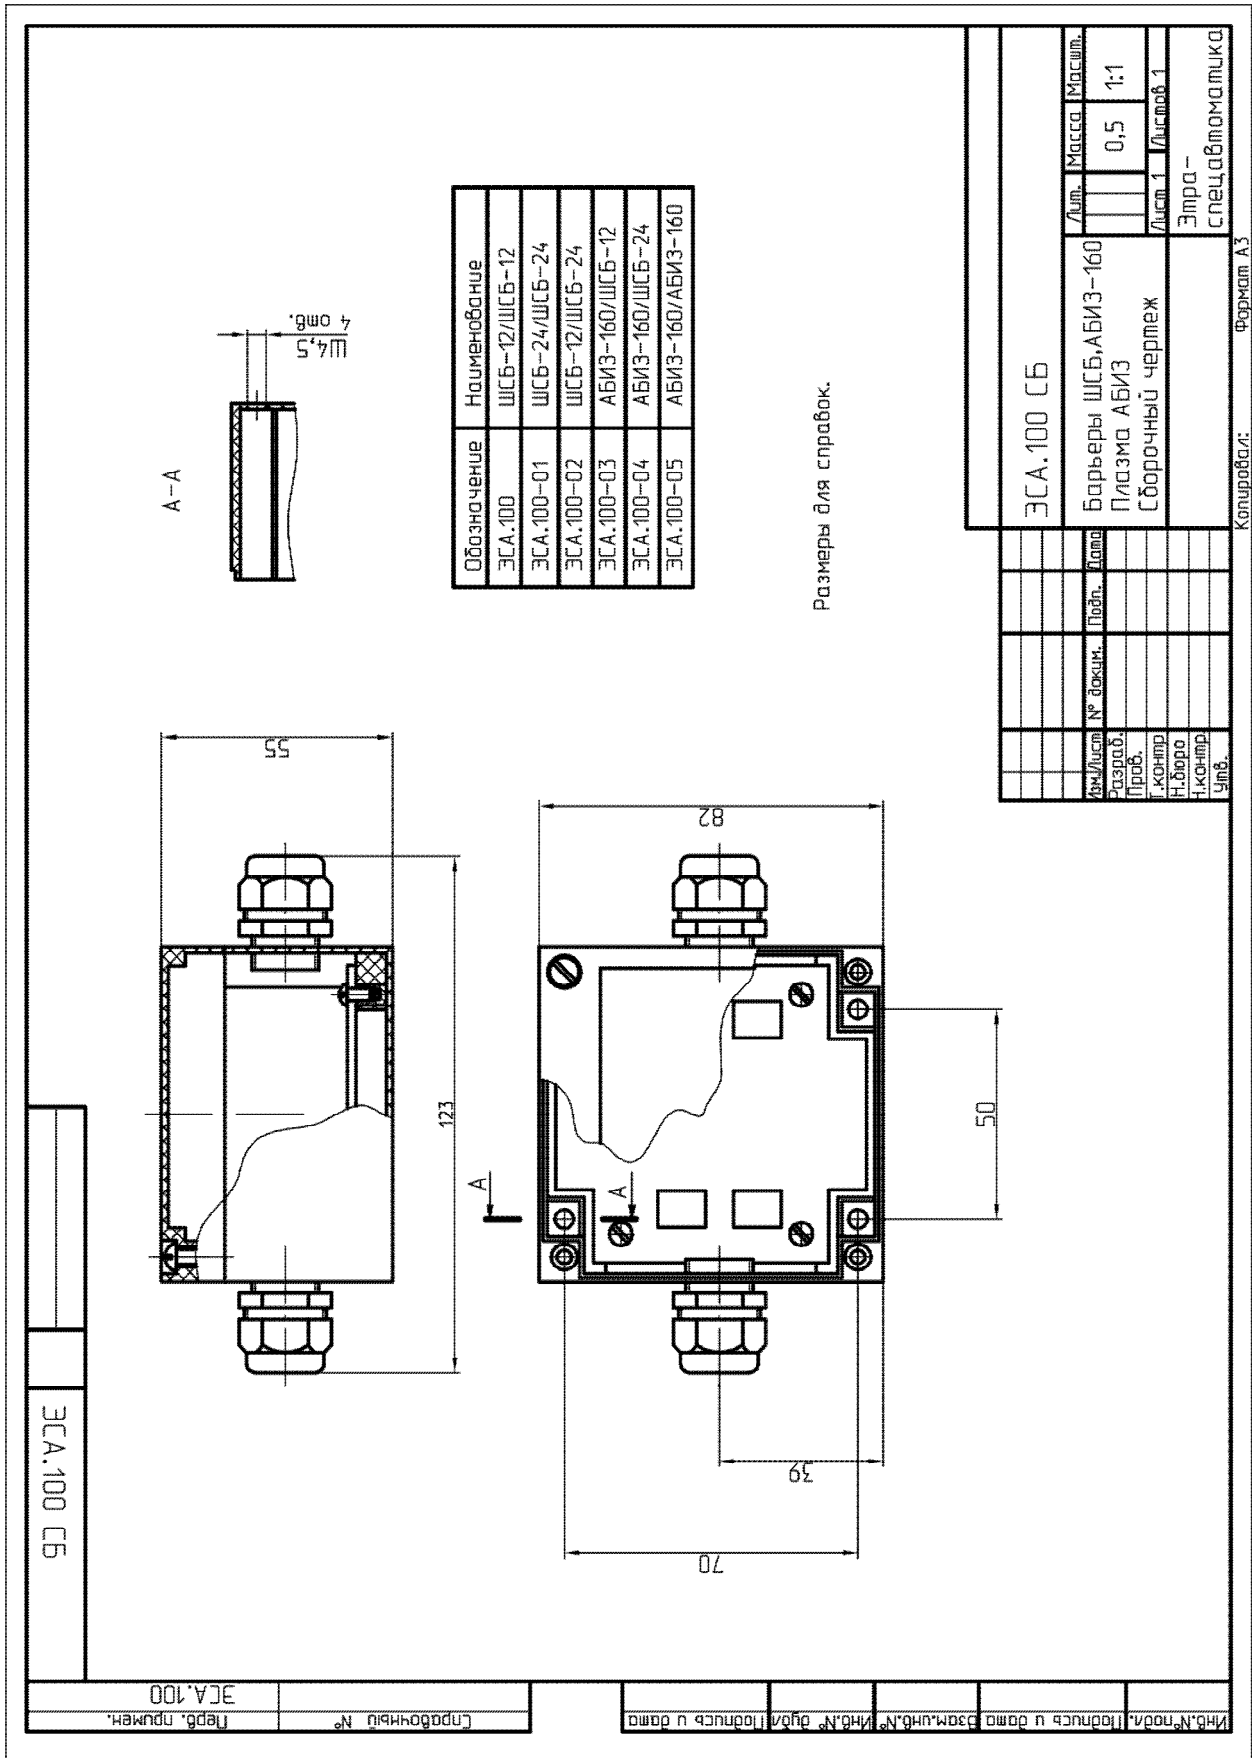 ЭСА.100 СБ
Перв. примен.
ЭСА.100
Справочный №
Подпись и дата
Инв.№ дубл.
Взам.инв.№
Подпись и дата
Инв.№подл.
55
123
А
А
82
50
39
70
А-А
Ш4,5
4 отв.
Обозначение Наименование
ЭСА.100 ШСБ-12/ШСБ-12
ЭСА.100-01 ШСБ-24/ШСБ-24
ЭСА.100-02 ШСБ-12/ШСБ-24
ЭСА.100-03 АБИЗ-160/ШСБ-12
ЭСА.100-04 АБИЗ-160/ШСБ-24
ЭСА.100-05 АБИЗ-160/АБИЗ-160
Размеры для справок.
ЭСА.100 СБ
Изм. Лист № докум. Подп. Дата
Разраб.
Пров.
Т.контр
Н.бюро
Н.контр.
Утв.
Барьеры ШСБ,АБИЗ-160
Плазма АБИЗ
Сборочный чертеж
Лит. Масса Масшт.
0,5 1:1
Лист 1 Листов 1
Этра-
спецавтоматика
Копировал: Формат А3